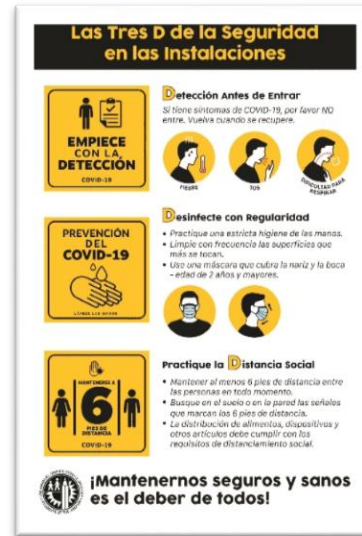 Las Tres D de la Seguridad
en las Instalaciones
EMPIECE
CON LA
DETECCIÓN
COVID-19
Detección Antes de Entrar
Si tiene síntomas de COVID-19, por favor NO
entre. Vuelva cuando se recupere.
FIEBRE
TOS
DIFICULTAD PARA
RESPIRAR
PREVENCIÓN
DEL
COVID-19
LÁVESE LAS MANOS
Desinfecte con Regularidad
• Practique una estricta higiene de las manos.
• Limpie con frecuencia las superficies que
más se tocan.
• Use una máscara que cubra la nariz y la boca
– edad de 2 años y mayores.
MANTENERSE A
6
PIES DE
DISTANCIA
COVID-19
Practique la Distancia Social
• Mantener al menos 6 pies de distancia entre
las personas en todo momento.
• Busque en el suelo o en la pared las señales
que marcan los 6 pies de distancia.
• La distribución de alimentos, dispositivos y
otros artículos debe cumplir con los
requisitos de distanciamiento social.
¡Mantenernos seguros y sanos
es el deber de todos!